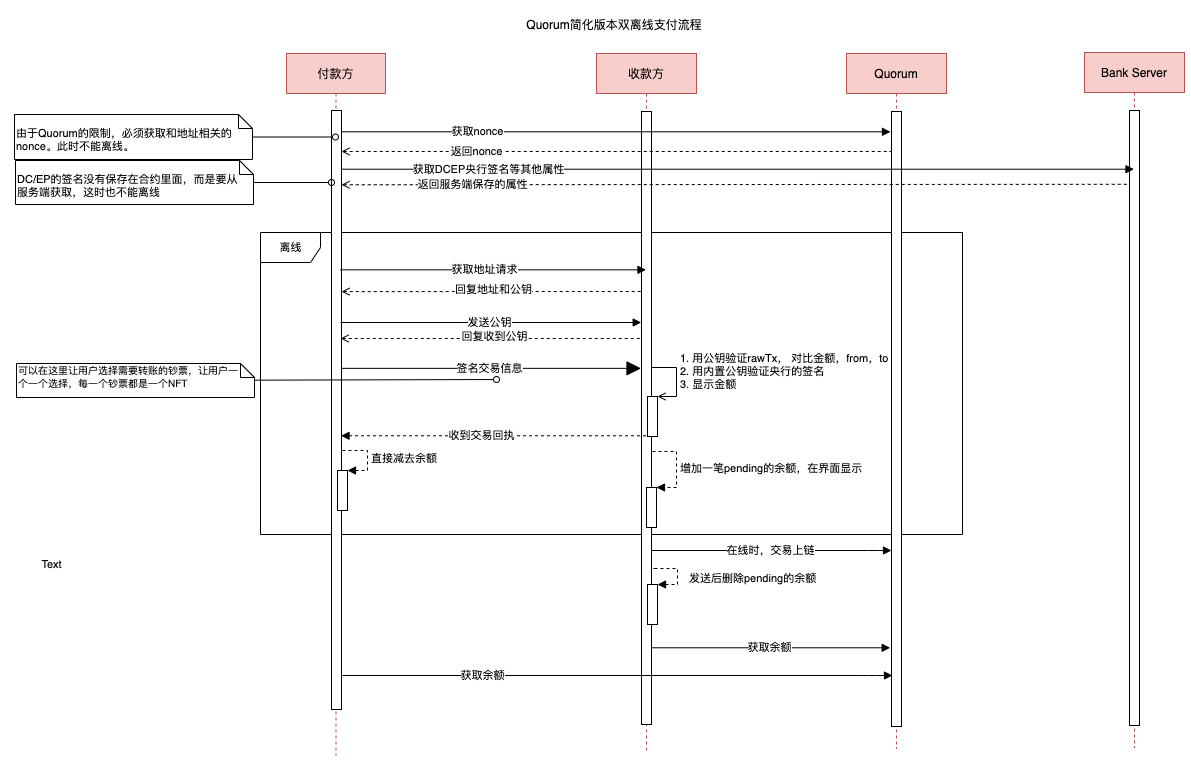 Quorum简化版本双离线支付流程
付款方
收款方
Quorum
Bank Server
由于Quorum的限制，必须获取和地址相关的
nonce。此时不能离线。
获取nonce
返回nonce
获取DCEP央行签名等其他属性
DC/EP的签名没有保存在合约里面，而是要从
服务端获取，这时也不能离线
返回服务端保存的属性
离线
获取地址请求
回复地址和公钥
发送公钥
回复收到公钥
签名交易信息
1. 用公钥验证rawTx， 对比金额，from，to
2. 用内置公钥验证央行的签名
3. 显示金额
可以在这里让用户选择需要转账的钞票，让用户一
个一个选择，每一个钞票都是一个NFT
收到交易回执
直接减去余额
增加一笔pending的余额，在界面显示
在线时，交易上链
Text
发送后删除pending的余额
获取余额
获取余额